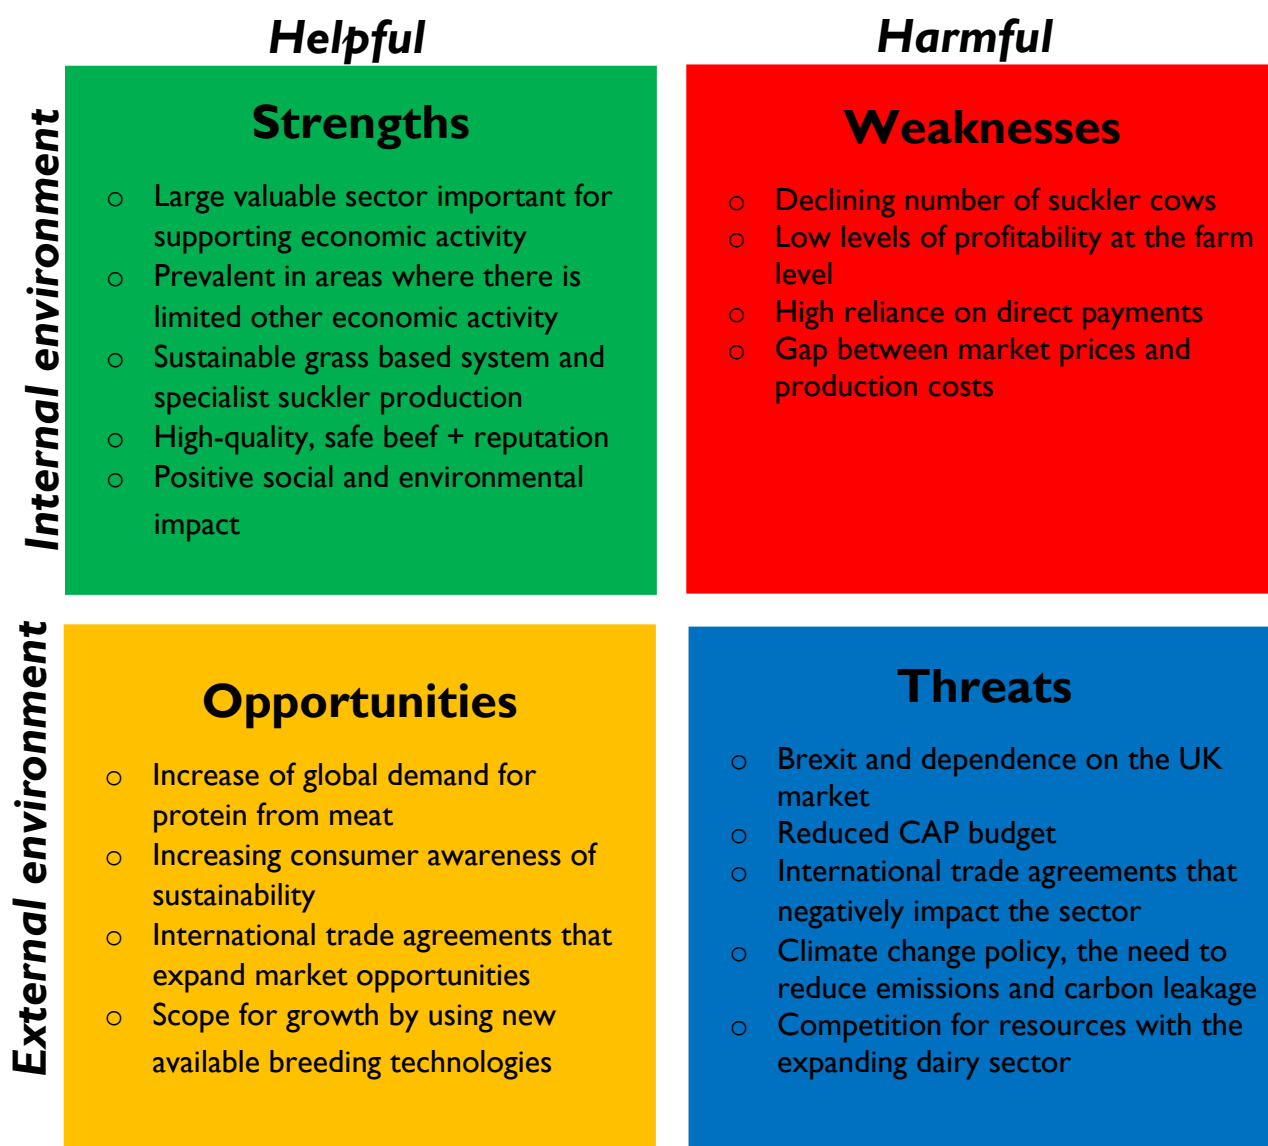 Helpful
Harmful
Internal environment
Strengths
o Large valuable sector important for
supporting economic activity
o Prevalent in areas where there is
limited other economic activity
o Sustainable grass based system and
specialist suckler production
o High-quality, safe beef + reputation
o Positive social and environmental
impact
Weaknesses
o Declining number of suckler cows
o Low levels of profitability at the farm
level
o High reliance on direct payments
o Gap between market prices and
production costs
External environment
Opportunities
o Increase of global demand for
protein from meat
o Increasing consumer awareness of
sustainability
o International trade agreements that
expand market opportunities
o Scope for growth by using new
available breeding technologies
Threats
o Brexit and dependence on the UK
market
o Reduced CAP budget
o International trade agreements that
negatively impact the sector
o Climate change policy, the need to
reduce emissions and carbon leakage
o Competition for resources with the
expanding dairy sector